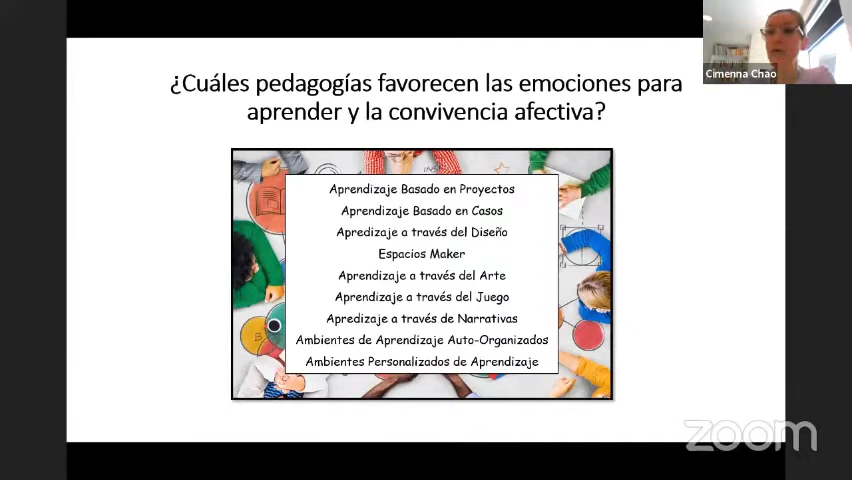 ¿Cuáles pedagogías favorecen las emociones para
aprender y la convivencia afectiva?
Aprendizaje Basado en Proyectos
Aprendizaje Basado en Casos
Apredizaje a través del Diseño
Espacios Maker
Aprendizaje a través del Arte
Aprendizaje a través del Juego
Apredizaje a través de Narrativas
Ambientes de Aprendizaje Auto-Organizados
Ambientes Personalizados de Aprendizaje
Cimenna Chao
zoom